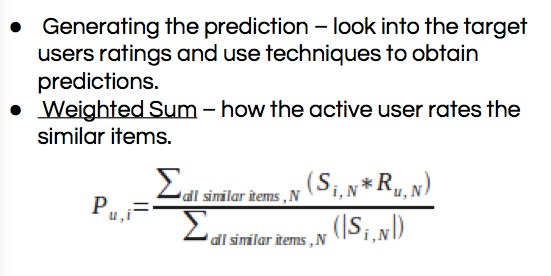 ● Generating the prediction – look into the target
users ratings and use techniques to obtain
predictions.
● Weighted Sum – how the active user rates the
similar items.
P_{u,i} = \frac{\sum_{all similar items, N} (S_{i,N} * R_{u,N})}{\sum_{all similar items, N} (|S_{i,N}|)}